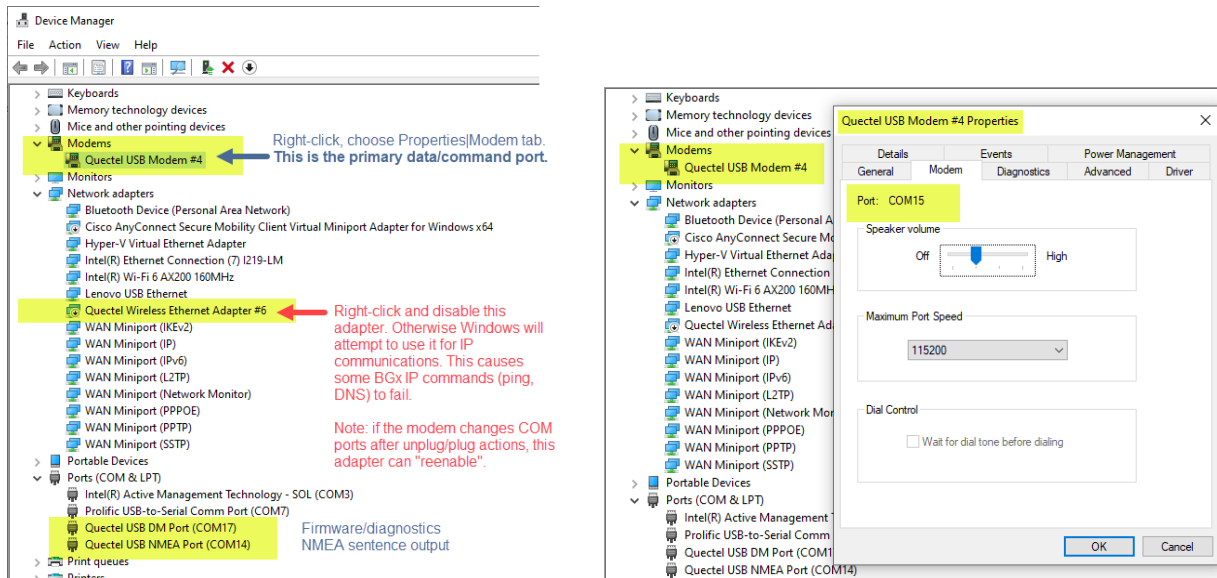 Device Manager
File Action View Help
Keyboards
Memory technology devices
Mice and other pointing devices
Modems
Quectel USB Modem #4
Monitors
Network adapters
Bluetooth Device (Personal Area Network)
Cisco AnyConnect Secure Mobility Client Virtual Miniport Adapter for Windows x64
Hyper-V Virtual Ethernet Adapter
Intel(R) Ethernet Connection (7) I219-LM
Intel(R) Wi-Fi 6 AX200 160MHz
Lenovo USB Ethernet
Quectel Wireless Ethernet Adapter #6
WAN Miniport (IKEv2)
WAN Miniport (IP)
WAN Miniport (IPv6)
WAN Miniport (L2TP)
WAN Miniport (Network Monitor)
WAN Miniport (PPPOE)
WAN Miniport (PPTP)
WAN Miniport (SSTP)
Portable Devices
Ports (COM & LPT)
Intel(R) Active Management Technology - SOL (COM3)
Prolific USB-to-Serial Comm Port (COM7)
Quectel USB DM Port (COM17)
Quectel USB NMEA Port (COM14)
Print queues
Printers
Right-click, choose Properties|Modem tab.
This is the primary data/command port.
Right-click and disable this
adapter. Otherwise Windows will
attempt to use it for IP
communications. This causes
some BGx IP commands (ping,
DNS) to fail.
Note: if the modem changes COM
ports after unplug/plug actions, this
adapter can "reenable".
Firmware/diagnostics
NMEA sentence output
Keyboards
Memory technology devices
Mice and other pointing devices
Modems
Quectel USB Modem #4
Monitors
Network adapters
Bluetooth Device (Personal A
Cisco AnyConnect Secure Mo
Hyper-V Virtual Ethernet Ada
Intel(R) Ethernet Connection
Intel(R) Wi-Fi 6 AX200 160MH
Lenovo USB Ethernet
Quectel Wireless Ethernet Ad
WAN Miniport (IKEv2)
WAN Miniport (IP)
WAN Miniport (IPv6)
WAN Miniport (L2TP)
WAN Miniport (Network Mor
WAN Miniport (PPPOE)
WAN Miniport (PPTP)
WAN Miniport (SSTP)
Portable Devices
Ports (COM & LPT)
Intel(R) Active Management T
Prolific USB-to-Serial Comm
Quectel USB DM Port (COM1
Quectel USB NMEA Port (COM14)
Quectel USB Modem #4 Properties
Details Events Power Management
General Modem Diagnostics Advanced Driver
Port: COM15
Speaker volume
Off High
Maximum Port Speed
115200
Dial Control
Wait for dial tone before dialing
OK Cancel